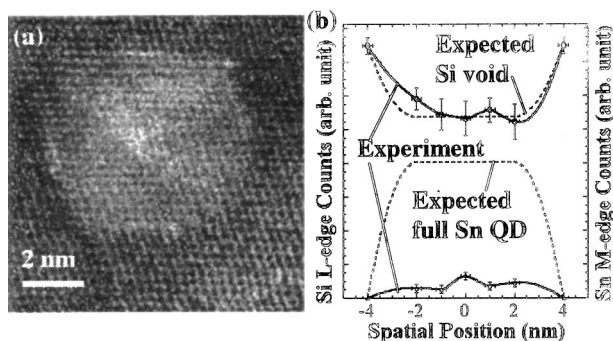 (a)
2 nm
(b)
Expected
Si void
Experiment
Expected
full Sn QD
Si L-edge Counts (arb. unit)
Sn M-edge Counts (arb. unit)
-4 -2 0 2 4
Spatial Position (nm)